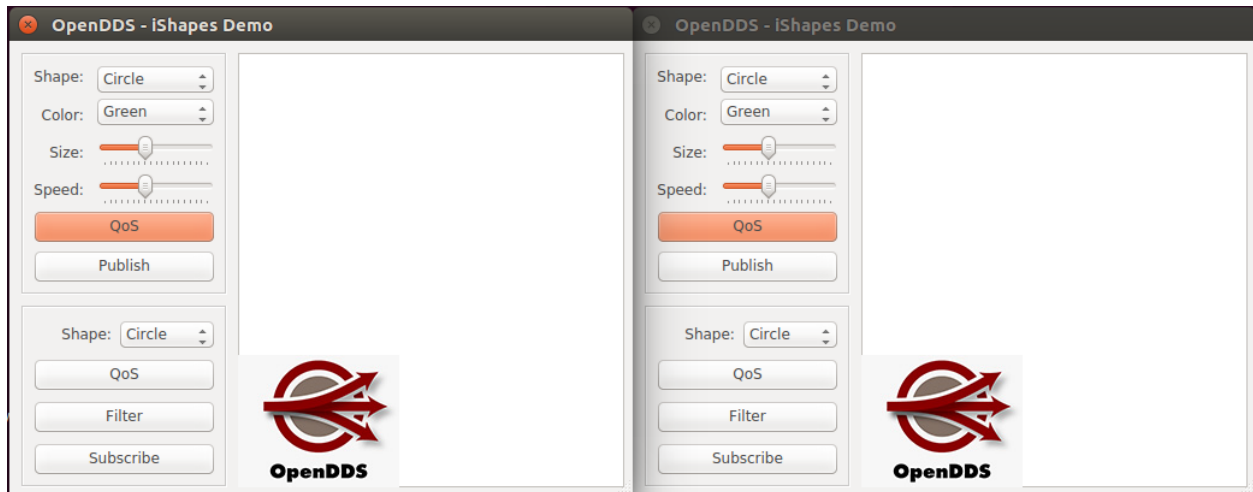 OpenDDS - iShapes Demo
Shape: Circle
Color: Green
Size:
Speed:
QoS
Publish
Shape: Circle
QoS
Filter
Subscribe
OpenDDS
OpenDDS - iShapes Demo
Shape: Circle
Color: Green
Size:
Speed:
QoS
Publish
Shape: Circle
QoS
Filter
Subscribe
OpenDDS